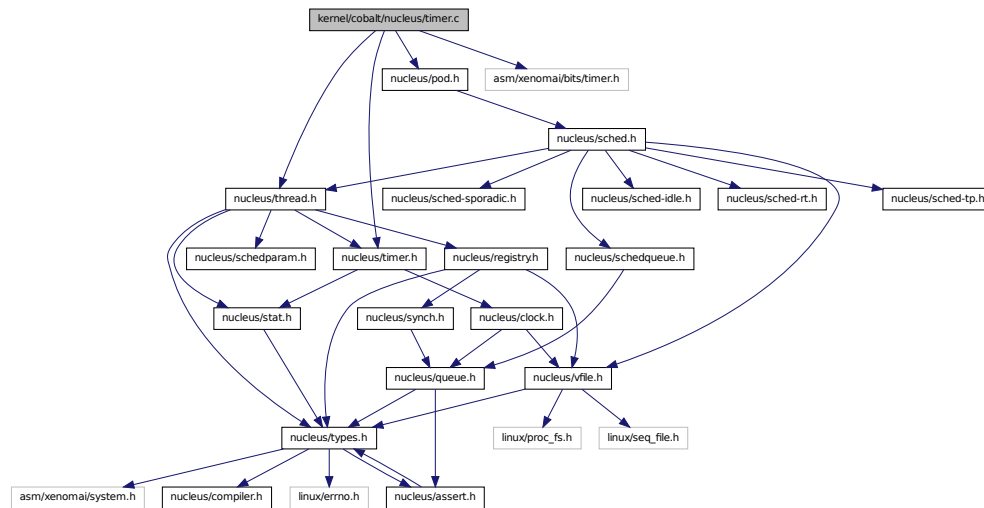 kernel/cobalt/nucleus/timer.c
nucleus/pod.h
asm/xenomai/bits/timer.h
nucleus/sched.h
nucleus/thread.h
nucleus/sched-sporadic.h
nucleus/sched-idle.h
nucleus/sched-rt.h
nucleus/sched-tp.h
nucleus/schedparam.h
nucleus/timer.h
nucleus/registry.h
nucleus/schedqueue.h
nucleus/stat.h
nucleus/synch.h
nucleus/clock.h
nucleus/queue.h
nucleus/vfile.h
nucleus/types.h
linux/proc_fs.h
linux/seq_file.h
asm/xenomai/system.h
nucleus/compiler.h
linux/errno.h
nucleus/assert.h